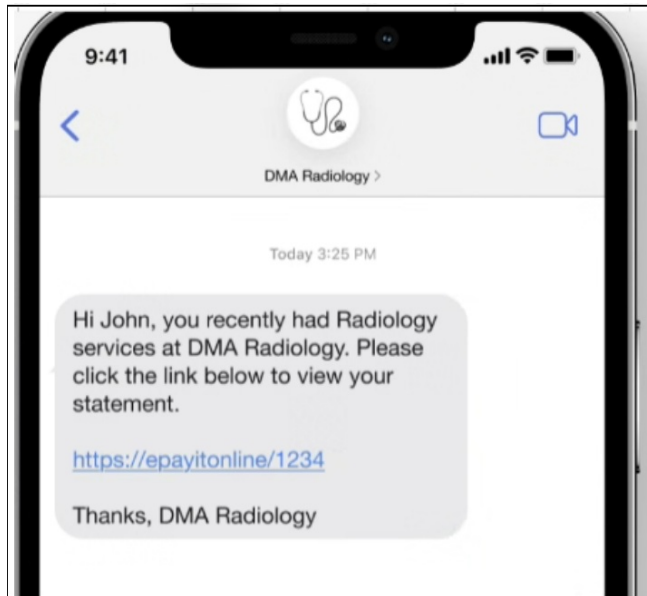 9:41
DMA Radiology >
Today 3:25 PM
Hi John, you recently had Radiology
services at DMA Radiology. Please
click the link below to view your
statement.
https://epayitonline/1234
Thanks, DMA Radiology